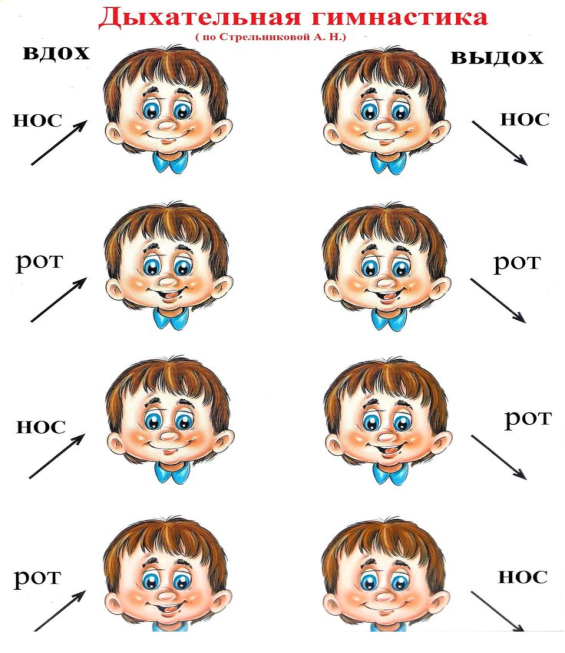 Дыхательная гимнастика
( по Стрельниковой А. Н.)
вдох
выдох
нос
нос
рот
рот
нос
рот
рот
нос